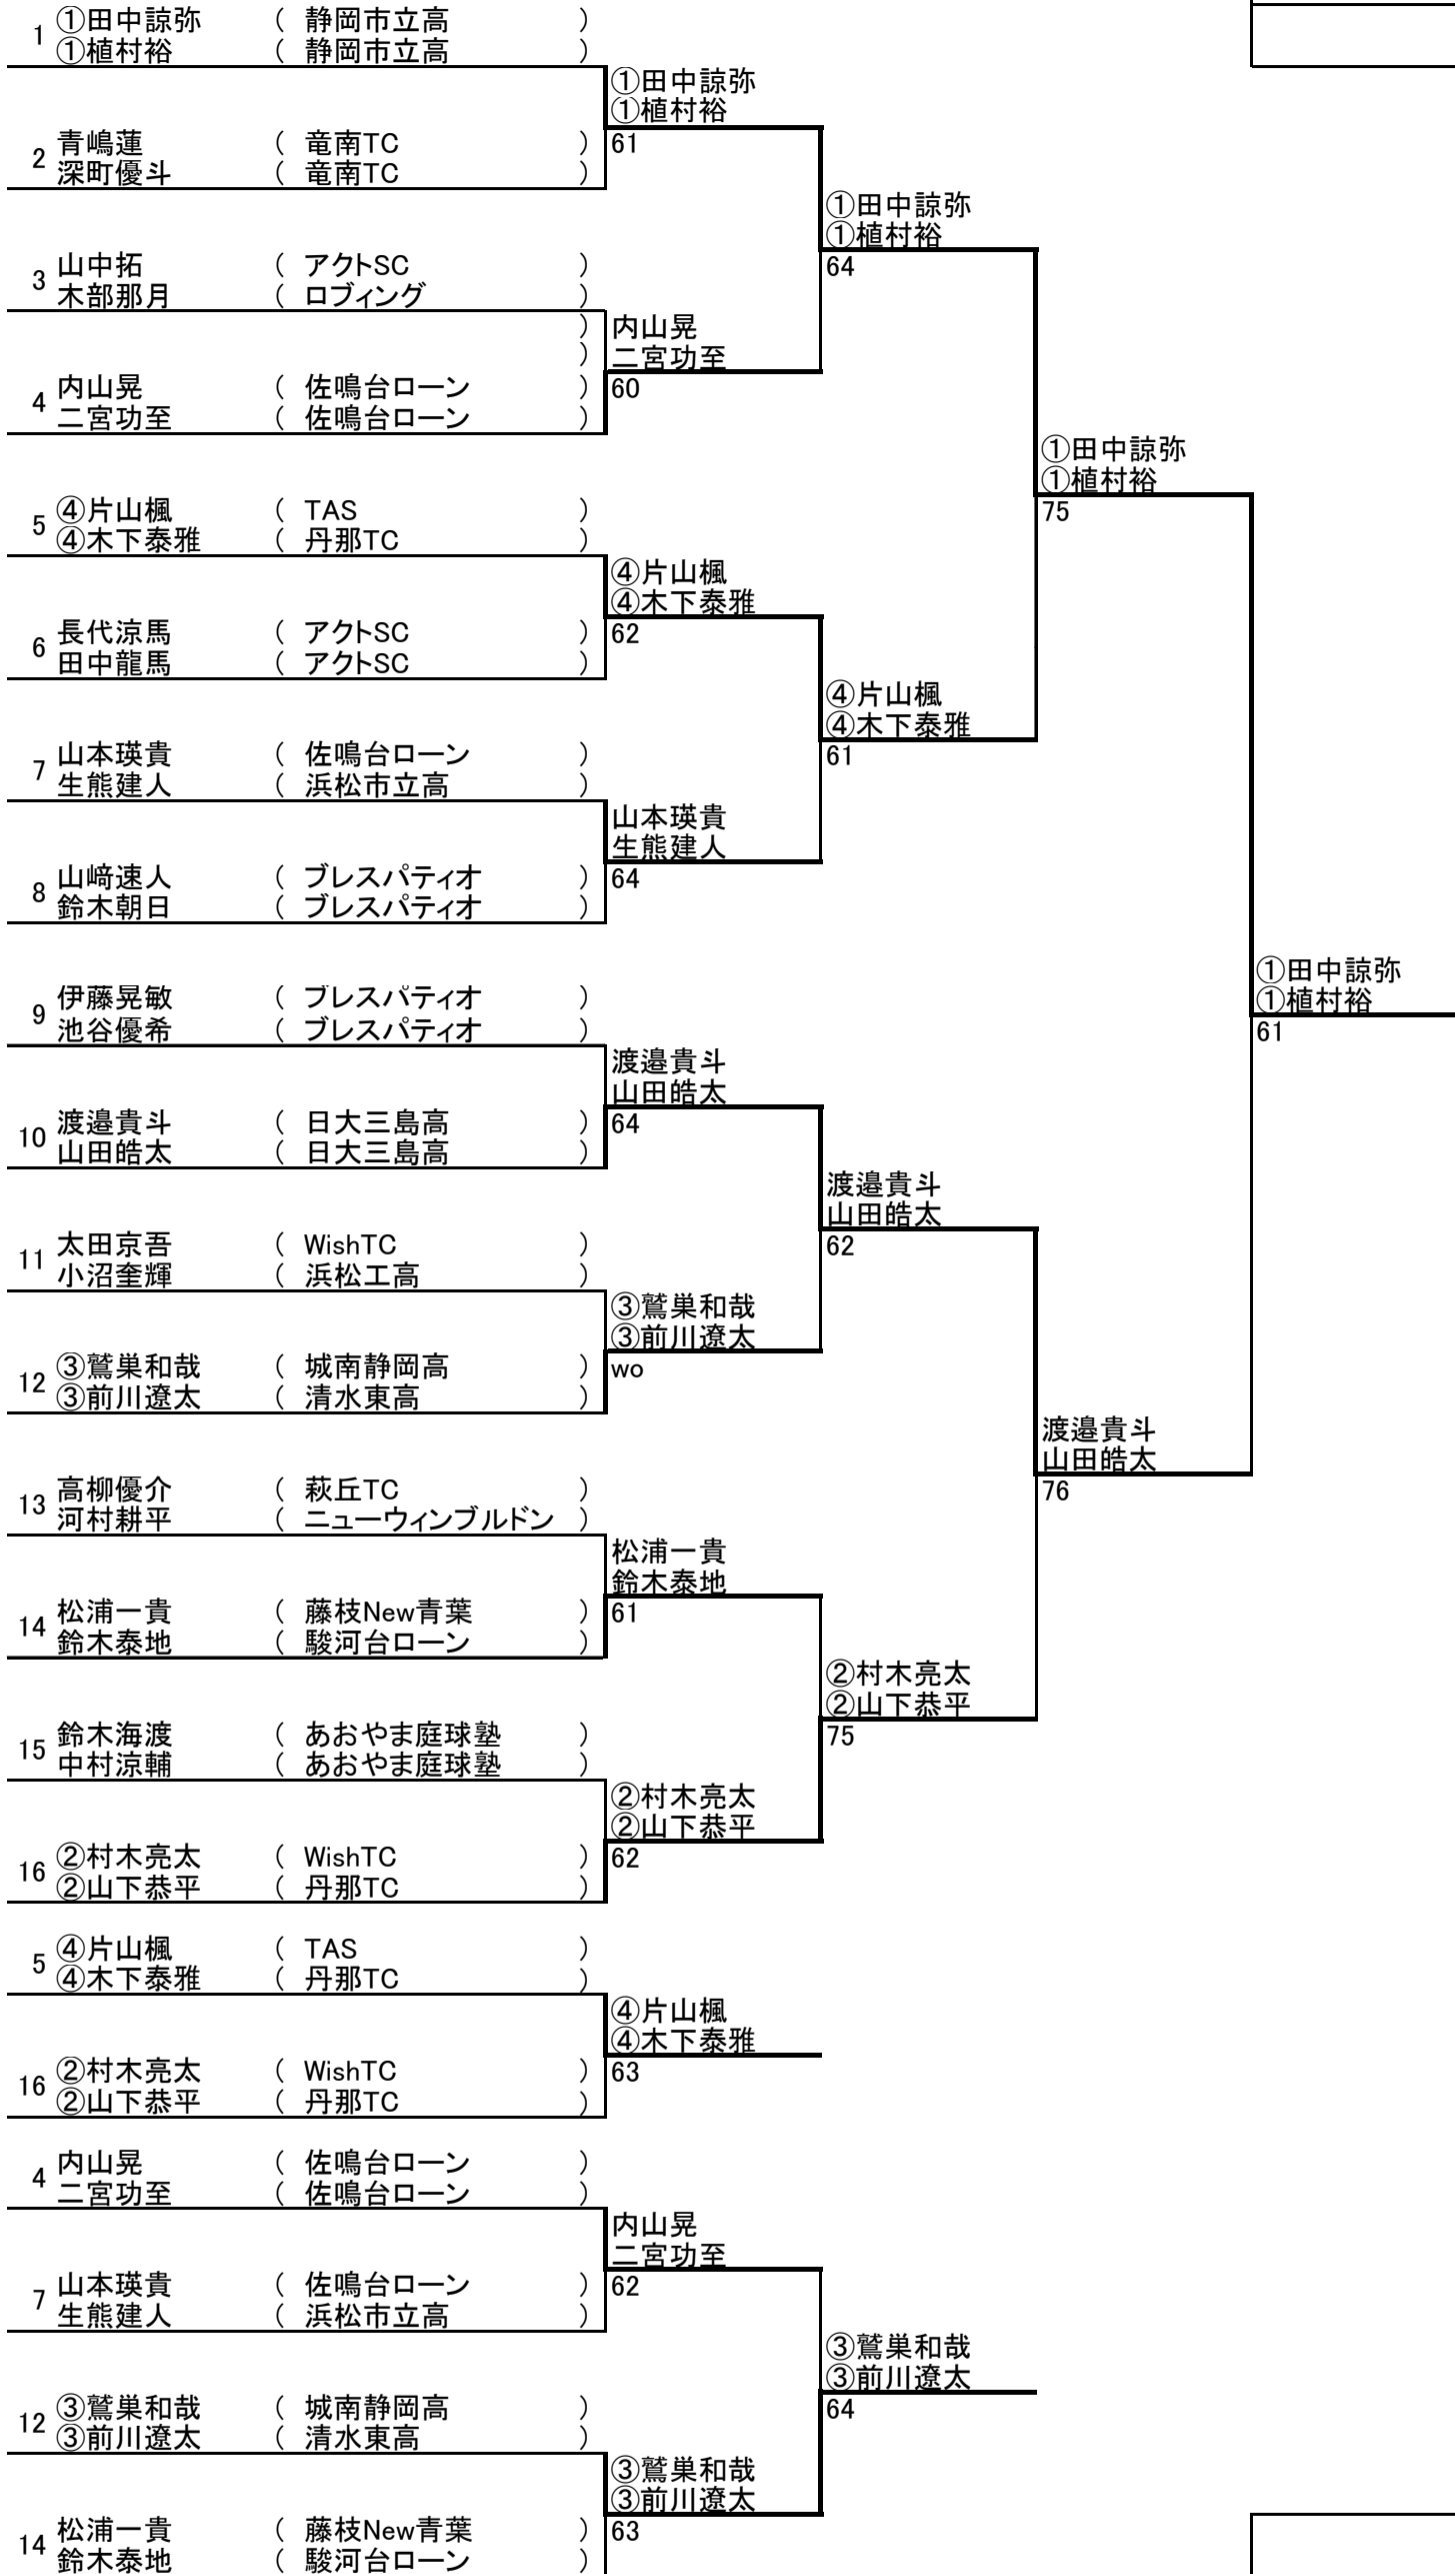 1 ①田中諒弥 ( 静岡市立高 )
①植村裕 ( 静岡市立高 )
①田中諒弥
①植村裕
61
2 青嶋蓮 ( 竜南TC )
深町優斗 ( 竜南TC )
①田中諒弥
①植村裕
64
3 山中拓 ( アクトSC )
木部那月 ( ロブィング )
)
)
内山晃
二宮功至
60
4 内山晃 ( 佐鳴台ローン )
二宮功至 ( 佐鳴台ローン )
①田中諒弥
①植村裕
75
5 ④片山楓 ( TAS )
④木下泰雅 ( 丹那TC )
④片山楓
④木下泰雅
62
6 長代涼馬 ( アクトSC )
田中龍馬 ( アクトSC )
④片山楓
④木下泰雅
61
7 山本瑛貴 ( 佐鳴台ローン )
生熊建人 ( 浜松市立高 )
山本瑛貴
生熊建人
64
8 山﨑速人 ( ブレスパティオ )
鈴木朝日 ( ブレスパティオ )
①田中諒弥
①植村裕
61
9 伊藤晃敏 ( ブレスパティオ )
池谷優希 ( ブレスパティオ )
渡邉貴斗
山田皓太
64
10 渡邉貴斗 ( 日大三島高 )
山田皓太 ( 日大三島高 )
渡邉貴斗
山田皓太
62
11 太田京吾 ( WishTC )
小沼奎輝 ( 浜松工高 )
③鷲巣和哉
③前川遼太
wo
12 ③鷲巣和哉 ( 城南静岡高 )
③前川遼太 ( 清水東高 )
渡邉貴斗
山田皓太
76
13 高柳優介 ( 萩丘TC )
河村耕平 ( ニューウィンブルドン )
松浦一貴
鈴木泰地
61
14 松浦一貴 ( 藤枝New青葉 )
鈴木泰地 ( 駿河台ローン )
②村木亮太
②山下恭平
75
15 鈴木海渡 ( あおやま庭球塾 )
中村涼輔 ( あおやま庭球塾 )
②村木亮太
②山下恭平
62
16 ②村木亮太 ( WishTC )
②山下恭平 ( 丹那TC )
5 ④片山楓 ( TAS )
④木下泰雅 ( 丹那TC )
④片山楓
④木下泰雅
63
16 ②村木亮太 ( WishTC )
②山下恭平 ( 丹那TC )
4 内山晃 ( 佐鳴台ローン )
二宮功至 ( 佐鳴台ローン )
内山晃
二宮功至
62
7 山本瑛貴 ( 佐鳴台ローン )
生熊建人 ( 浜松市立高 )
③鷲巣和哉
③前川遼太
64
12 ③鷲巣和哉 ( 城南静岡高 )
③前川遼太 ( 清水東高 )
③鷲巣和哉
③前川遼太
63
14 松浦一貴 ( 藤枝New青葉 )
鈴木泰地 ( 駿河台ローン )